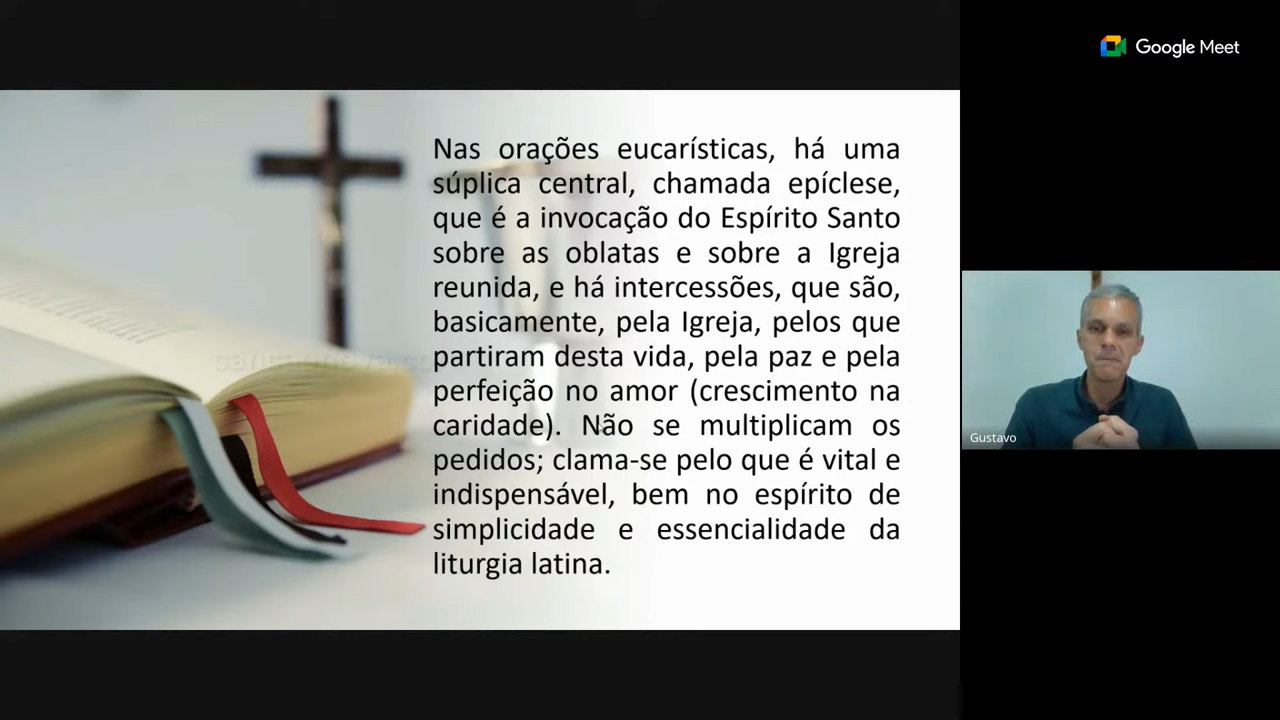 Google Meet
Nas orações eucarísticas, há uma
súplica central, chamada epíclese,
que é a invocação do Espírito Santo
sobre as oblatas e sobre a Igreja
reunida, e há intercessões, que são,
basicamente, pela Igreja, pelos que
partiram desta vida, pela paz e pela
perfeição no amor (crescimento na
caridade). Não se multiplicam os
pedidos; clama-se pelo que é vital e
indispensável, bem no espírito de
simplicidade e essencialidade da
liturgia latina.
Gustavo